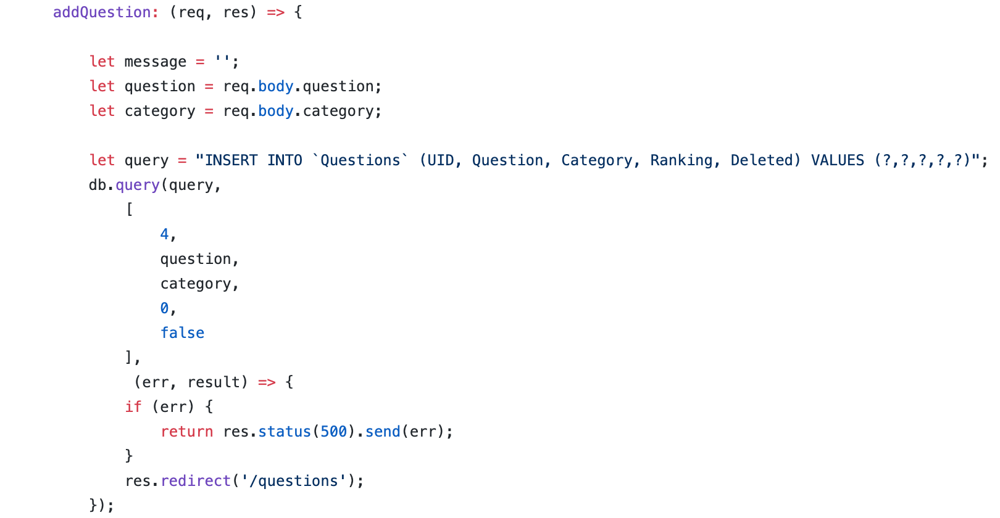 addQuestion: (req, res) => {
let message = '';
let question = req.body.question;
let category = req.body.category;
let query = "INSERT INTO `Questions` (UID, Question, Category, Ranking, Deleted) VALUES (?,?,?,?,?)";
db.query(query,
[
4,
question,
category,
0,
false
],
(err, result) => {
if (err) {
return res.status(500).send(err);
}
res.redirect('/questions');
});